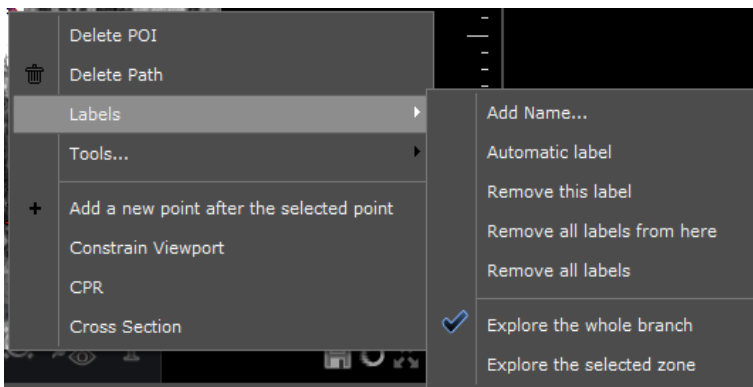 Delete POI
Delete Path
Labels
Tools...
Add a new point after the selected point
Constrain Viewport
CPR
Cross Section
Add Name...
Automatic label
Remove this label
Remove all labels from here
Remove all labels
Explore the whole branch
Explore the selected zone